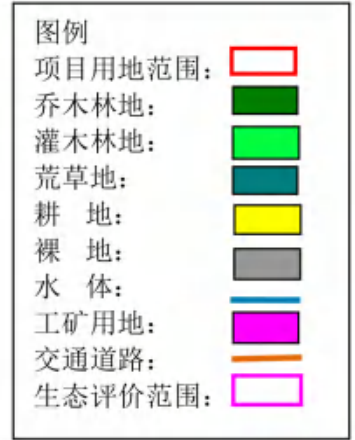 图例
项目用地范围：
乔木林地：
灌木林地：
荒草地：
耕　地：
裸　地：
水　体：
工矿用地：
交通道路：
生态评价范围：